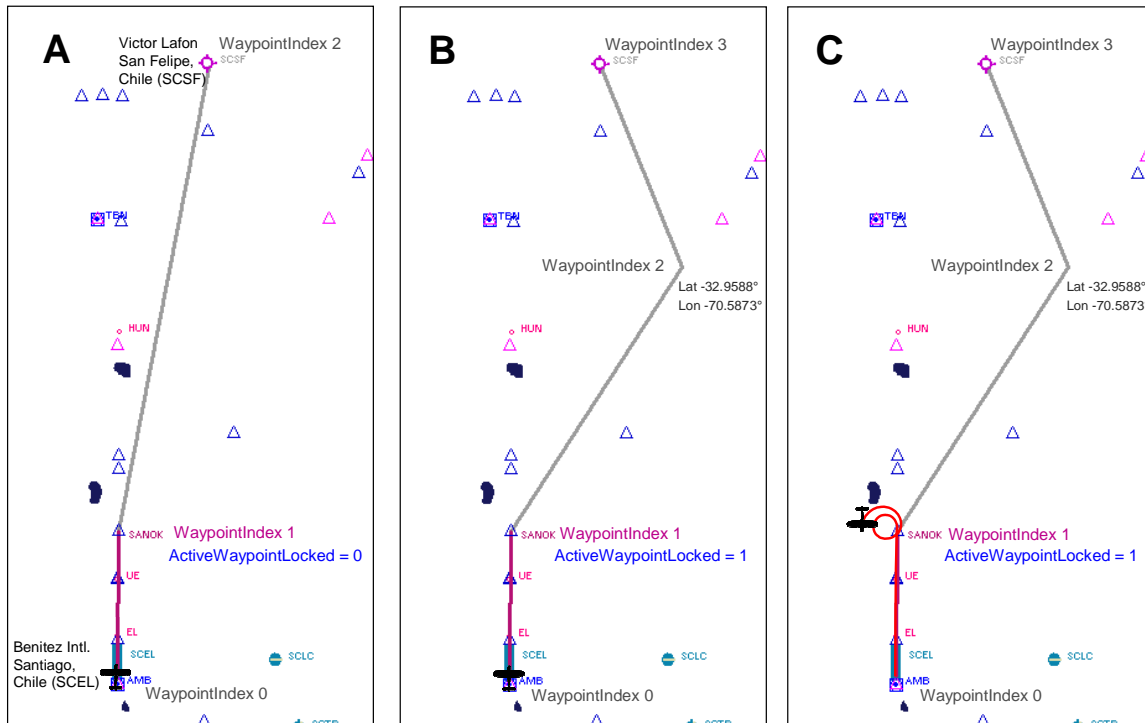 A
Victor Lafon
San Felipe,
Chile (SCSF)
WaypointIndex 2
SCSF
TBN
HUN
SANOK
WaypointIndex 1
ActiveWaypointLocked = 0
UE
EL
Benitez Intl.
Santiago,
Chile (SCEL)
SCEL
SCLC
AMB
WaypointIndex 0
B
WaypointIndex 3
SCSF
TBN
WaypointIndex 2
Lat -32.9588°
Lon -70.5873°
HUN
SANOK
WaypointIndex 1
ActiveWaypointLocked = 1
UE
EL
SCEL
SCLC
AMB
WaypointIndex 0
C
WaypointIndex 3
SCSF
TBN
WaypointIndex 2
Lat -32.9588°
Lon -70.5873
HUN
SANOK
WaypointIndex 1
ActiveWaypointLocked = 1
UE
EL
SCEL
SCLC
AMB
WaypointIndex 0